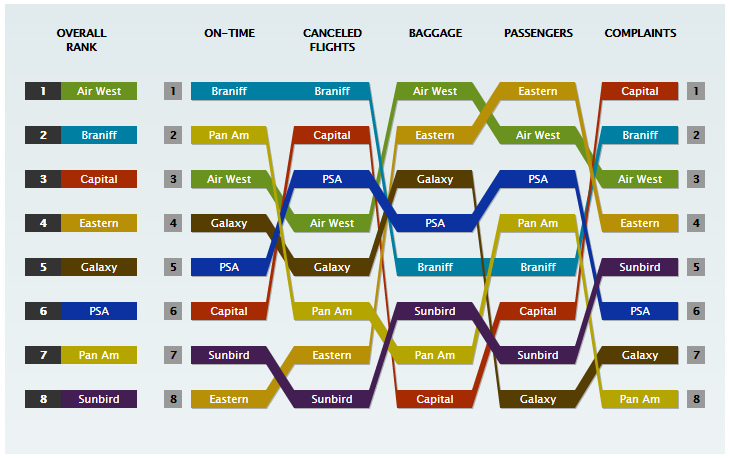 OVERALL RANK ON-TIME CANCELED FLIGHTS BAGGAGE PASSENGERS COMPLAINTS
1 Air West 1 Braniff Braniff Air West Eastern Capital 1
2 Braniff 2 Pan Am Capital Eastern Air West Braniff 2
3 Capital 3 Air West PSA Galaxy PSA Air West 3
4 Eastern 4 Galaxy Air West PSA Pan Am Eastern 4
5 Galaxy 5 PSA Galaxy Braniff Braniff Sunbird 5
6 PSA 6 Capital Pan Am Sunbird Capital PSA 6
7 Pan Am 7 Sunbird Eastern Pan Am Sunbird Galaxy 7
8 Sunbird 8 Eastern Sunbird Capital Galaxy Pan Am 8